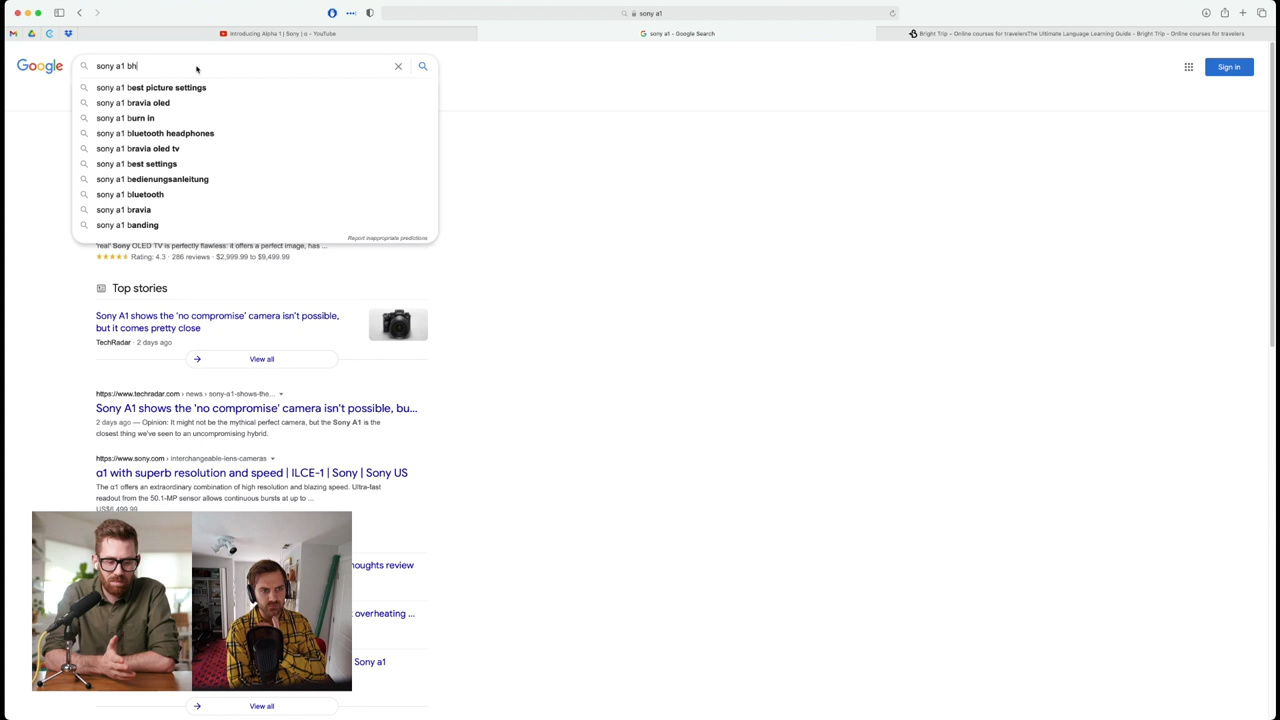 sony a1
Introducing Alpha 1 | Sony | α - YouTube
sony a1 - Google Search
Bright Trip – Online courses for travelersThe Ultimate Language Learning Guide - Bright Trip – Online courses for travelers
Google
sony a1 bh
Sign in
sony a1 best picture settings
sony a1 bravia oled
sony a1 burn in
sony a1 bluetooth headphones
sony a1 bravia oled tv
sony a1 best settings
sony a1 bedienungsanleitung
sony a1 bluetooth
sony a1 bravia
sony a1 banding
Report inappropriate predictions
'real' Sony OLED TV is perfectly flawless: it offers a perfect image, has ...
Rating: 4.3 · 286 reviews · $2,999.99 to $9,499.99
Top stories
Sony A1 shows the 'no compromise' camera isn't possible,
but it comes pretty close
TechRadar · 2 days ago
View all
https://www.techradar.com › news › sony-a1-shows-the...
Sony A1 shows the 'no compromise' camera isn't possible, bu...
2 days ago — Opinion: It might not be the mythical perfect camera, but the Sony A1 is the
closest thing we've seen to an uncompromising hybrid.
https://www.sony.com › interchangeable-lens-cameras
α1 with superb resolution and speed | ILCE-1 | Sony | Sony US
The α1 offers an extraordinary combination of high resolution and blazing speed. Ultra-fast
readout from the 50.1-MP sensor allows continuous bursts at up to ...
US$6,499.99
houghts review
overheating ...
Sony a1
View all